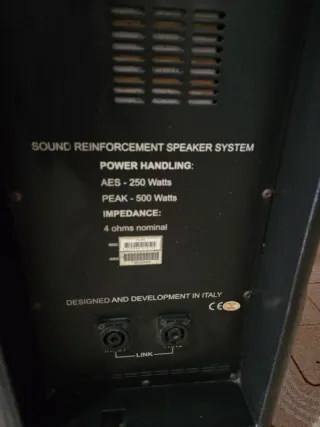 SOUND REINFORCEMENT SPEAKER SYSTEM
POWER HANDLING:
AES - 250 Watts
PEAK - 500 Watts
IMPEDANCE:
4 ohms nominal
DESIGNED AND DEVELOPMENT IN ITALY
CE
LINK